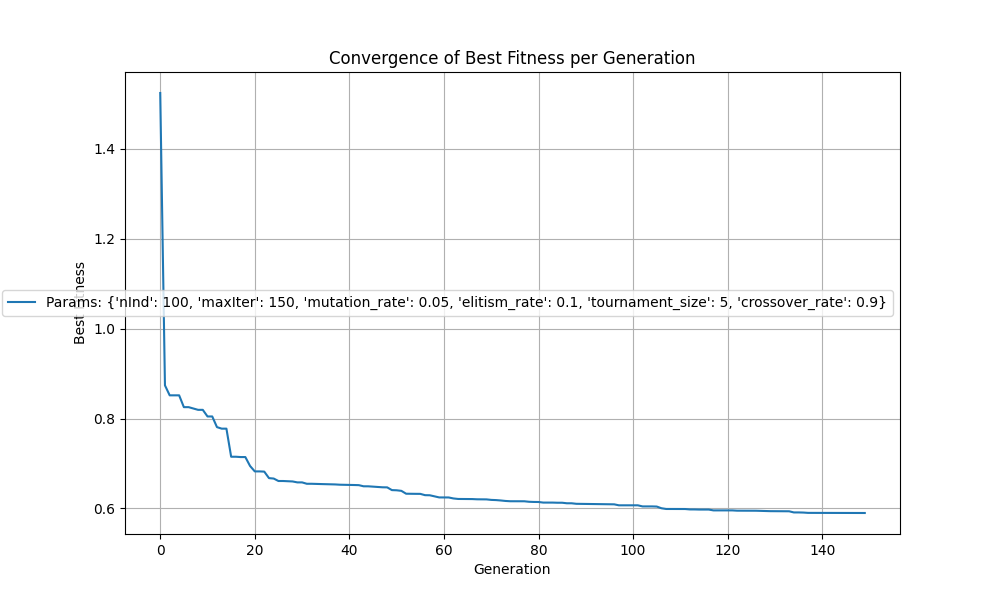 Convergence of Best Fitness per Generation
1.4
1.2
1.0
0.8
0.6
Best
ness
Params: {'nInd': 100, 'maxIter': 150, 'mutation_rate': 0.05, 'elitism_rate': 0.1, 'tournament_size': 5, 'crossover_rate': 0.9}
0 20 40 60 80 100 120 140
Generation